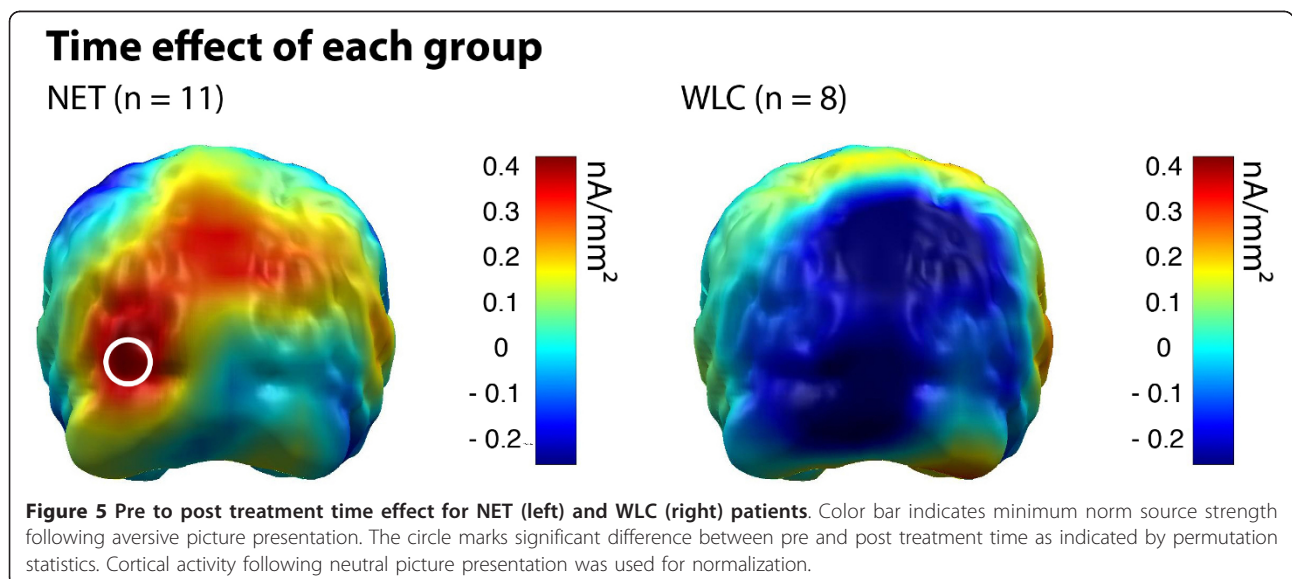 Time effect of each group
NET (n = 11)
WLC (n = 8)
0.4
0.3
0.2
0.1
0
- 0.1
- 0.2
nA/mm²
0.4
0.3
0.2
0.1
0
- 0.1
- 0.2
nA/mm²
Figure 5 Pre to post treatment time effect for NET (left) and WLC (right) patients. Color bar indicates minimum norm source strength
following aversive picture presentation. The circle marks significant difference between pre and post treatment time as indicated by permutation
statistics. Cortical activity following neutral picture presentation was used for normalization.